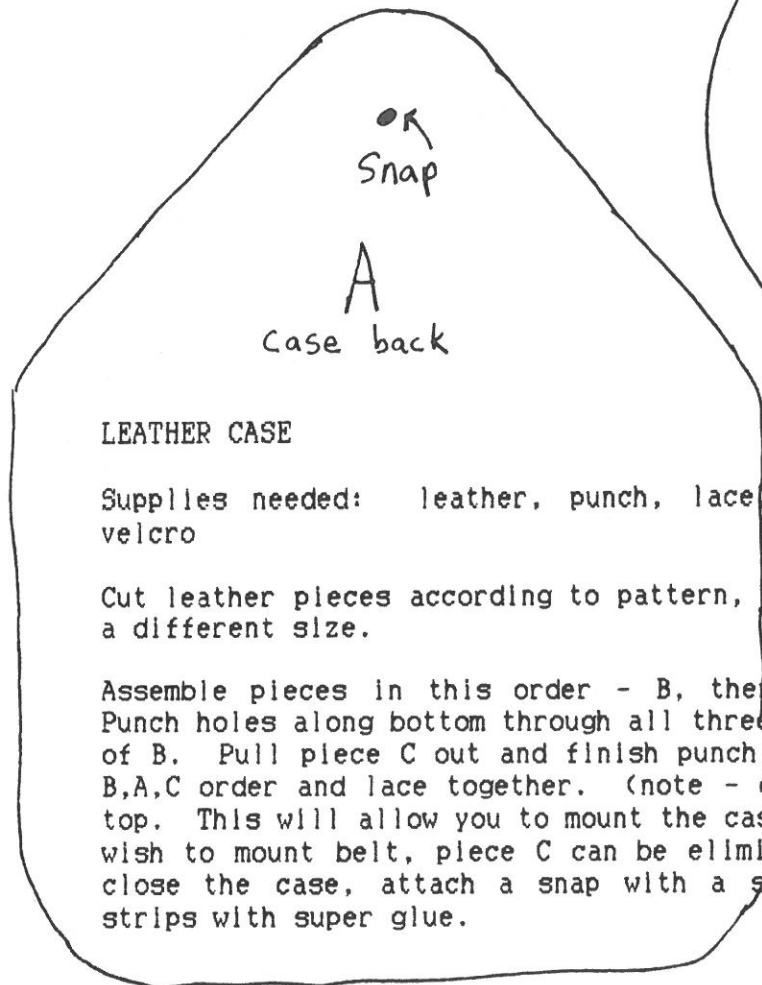 Snap
A
Case back
LEATHER CASE
Supplies needed: leather, punch, lace
velcro
Cut leather pieces according to pattern,
a different size.
Assemble pieces in this order - B, the
Punch holes along bottom through all three
of B. Pull piece C out and finish punch
B,A,C order and lace together. (note -
top. This will allow you to mount the cas
wish to mount belt, piece C can be elimi
close the case, attach a snap with a s
strips with super glue.